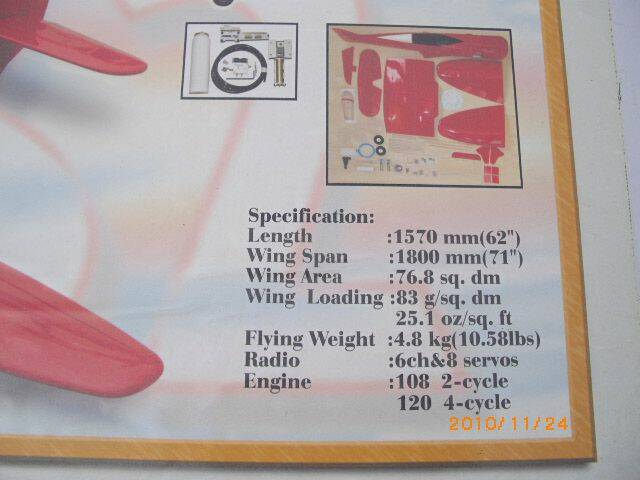 Specification:
Length :1570 mm(62")
Wing Span :1800 mm(71")
Wing Area :76.8 sq. dm
Wing Loading :83 g/sq. dm
25.1 oz/sq. ft
Flying Weight :4.8 kg(10.58lbs)
Radio :6ch&8 servos
Engine :108 2-cycle
120 4-cycle
2010/11/24